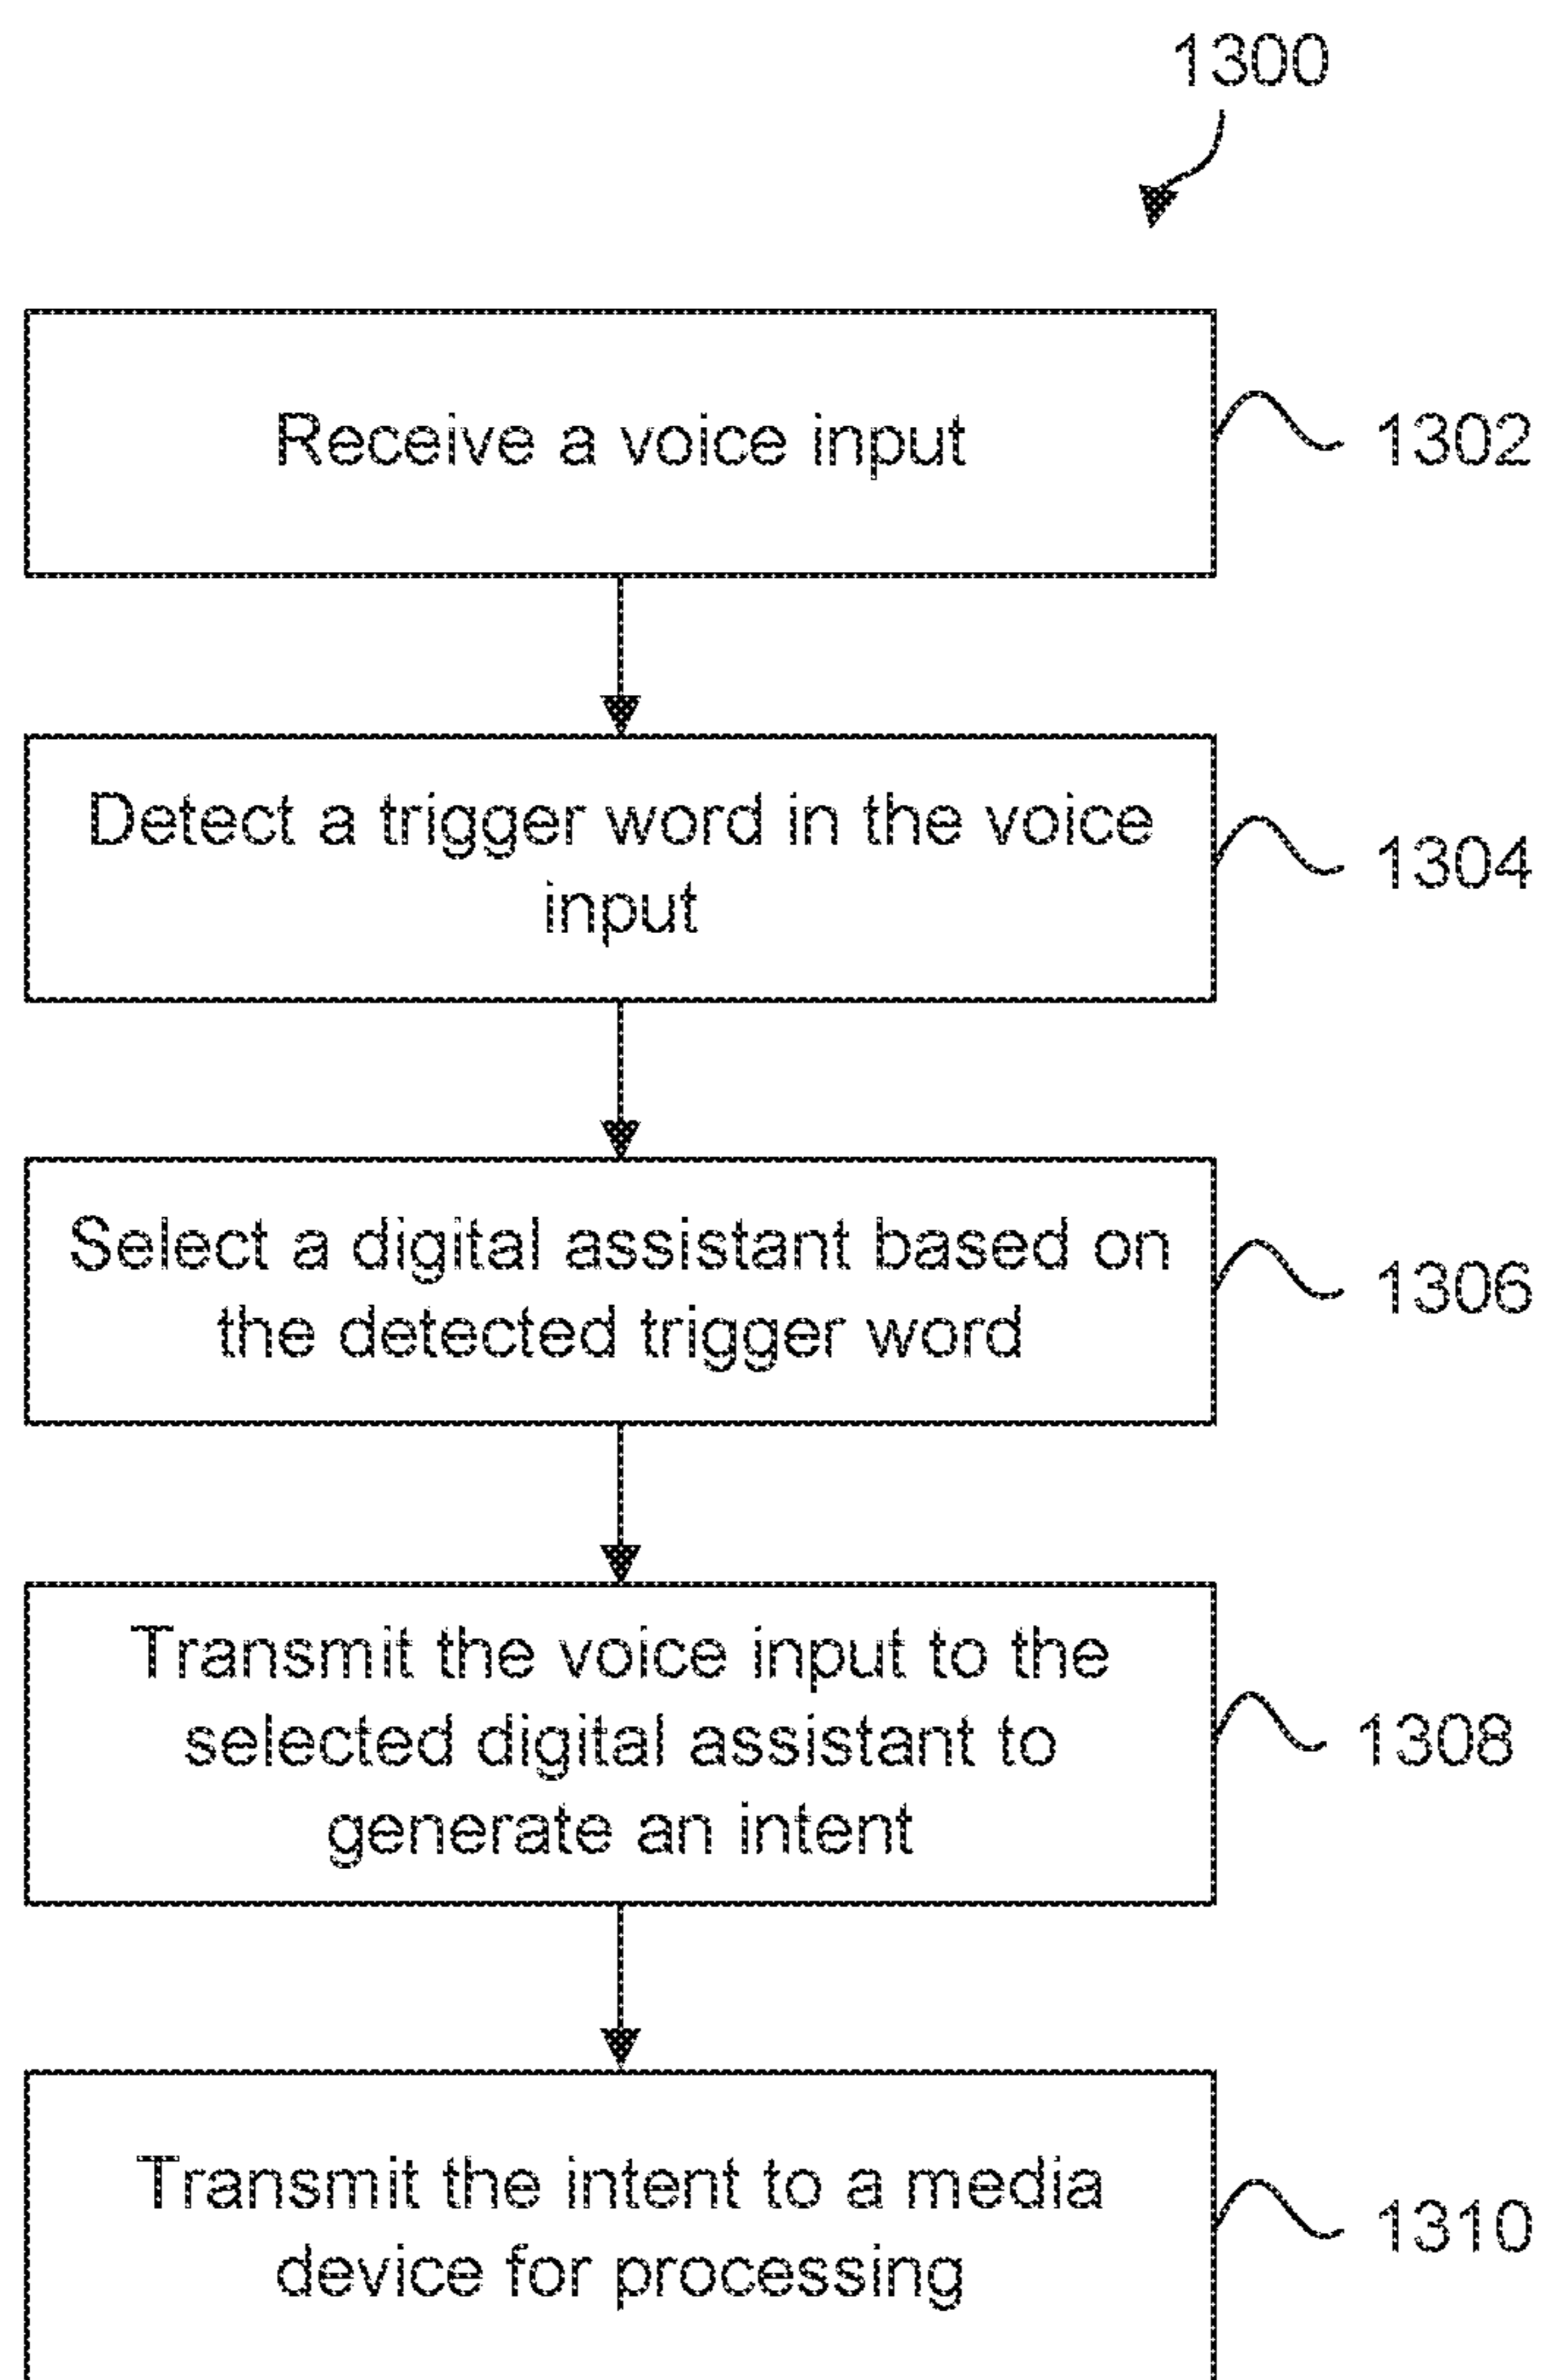 1300
Receive a voice input
1302
Detect a trigger word in the voice
input
1304
Select a digital assistant based on
the detected trigger word
1306
Transmit the voice input to the
selected digital assistant to
generate an intent
1308
Transmit the intent to a media
device for processing
1310